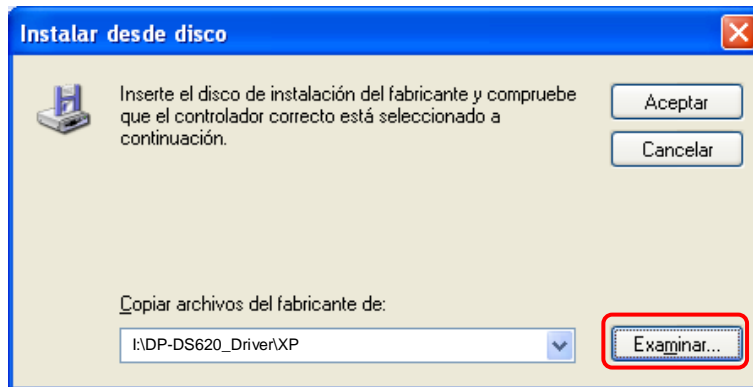 Instalar desde disco
Inserte el disco de instalación del fabricante y compruebe
que el controlador correcto está seleccionado a
continuación.
Aceptar
Cancelar
Copiar archivos del fabricante de:
I:\DP-DS620_Driver\XP
Examinar...